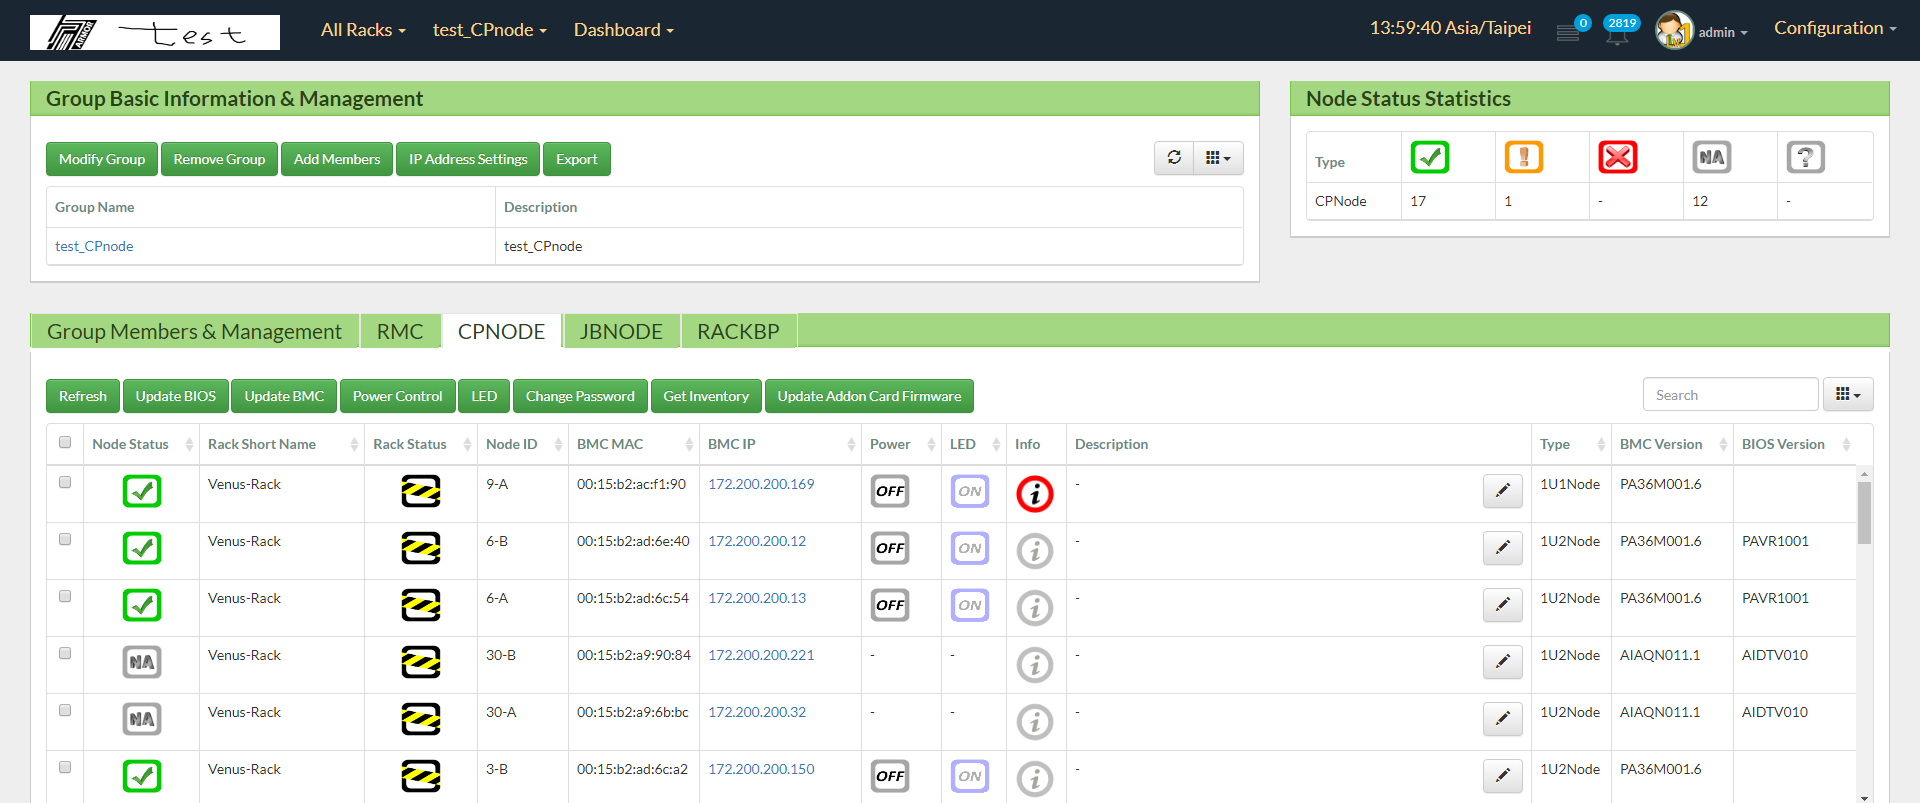 ARMOR test All Racks test_CPnode Dashboard 13:59:40 Asia/Taipei 0 2819 admin Configuration
Group Basic Information & Management
Modify Group Remove Group Add Members IP Address Settings Export
Group Name Description
test_CPnode test_CPnode
Node Status Statistics
Type ! NA ?
CPNode 17 1 - 12 -
Group Members & Management RMC CPNODE JBNODE RACKBP
Refresh Update BIOS Update BMC Power Control LED Change Password Get Inventory Update Addon Card Firmware Search
Node Status Rack Short Name Rack Status Node ID BMC MAC BMC IP Power LED Info Description Type BMC Version BIOS Version
Venus-Rack 9-A 00:15:b2:ac:f1:90 172.200.200.169 OFF ON i - 1U1Node PA36M001.6
Venus-Rack 6-B 00:15:b2:ad:6e:40 172.200.200.12 OFF ON i - 1U2Node PA36M001.6 PAVR1001
Venus-Rack 6-A 00:15:b2:ad:6c:54 172.200.200.13 OFF ON i - 1U2Node PA36M001.6 PAVR1001
NA Venus-Rack 30-B 00:15:b2:a9:90:84 172.200.200.221 - - i - 1U2Node AIAQN011.1 AIDTV010
NA Venus-Rack 30-A 00:15:b2:a9:6b:bc 172.200.200.32 - - i - 1U2Node AIAQN011.1 AIDTV010
Venus-Rack 3-B 00:15:b2:ad:6c:a2 172.200.200.150 OFF ON i - 1U2Node PA36M001.6